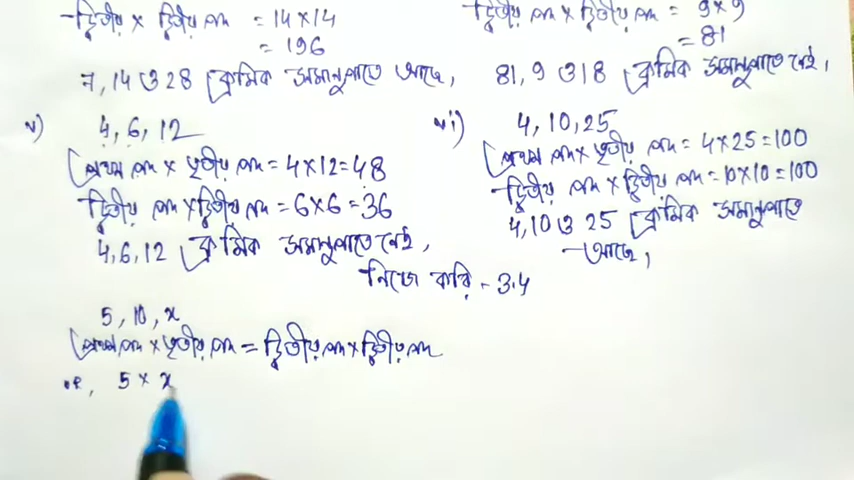 দ্বিতীয় × দ্বিতীয় পদ = 14×14
= 196
7, 14 ও 28 ক্রমিক সমানুপাতে আছে,
দ্বিতীয় পদ × দ্বিতীয় পদ = 9×9
= 81
81, 9 ও 18 ক্রমিক সমানুপাতে নেই,
v) 4, 6, 12
প্রথম পদ × তৃতীয় পদ = 4×12=48
দ্বিতীয় পদ × দ্বিতীয় পদ = 6×6 =36
4,6,12 ক্রমিক সমানুপাতে নেই,
vi) 4, 10, 25
প্রথম পদ × তৃতীয় পদ = 4×25=100
দ্বিতীয় পদ × দ্বিতীয় পদ =10×10=100
4,10 ও 25 ক্রমিক সমানুপাতে
আছে,
নিজে করি - 3.4
5, 10, x
প্রথম পদ × তৃতীয় পদ = দ্বিতীয় পদ × দ্বিতীয় পদ
বা, 5 × x